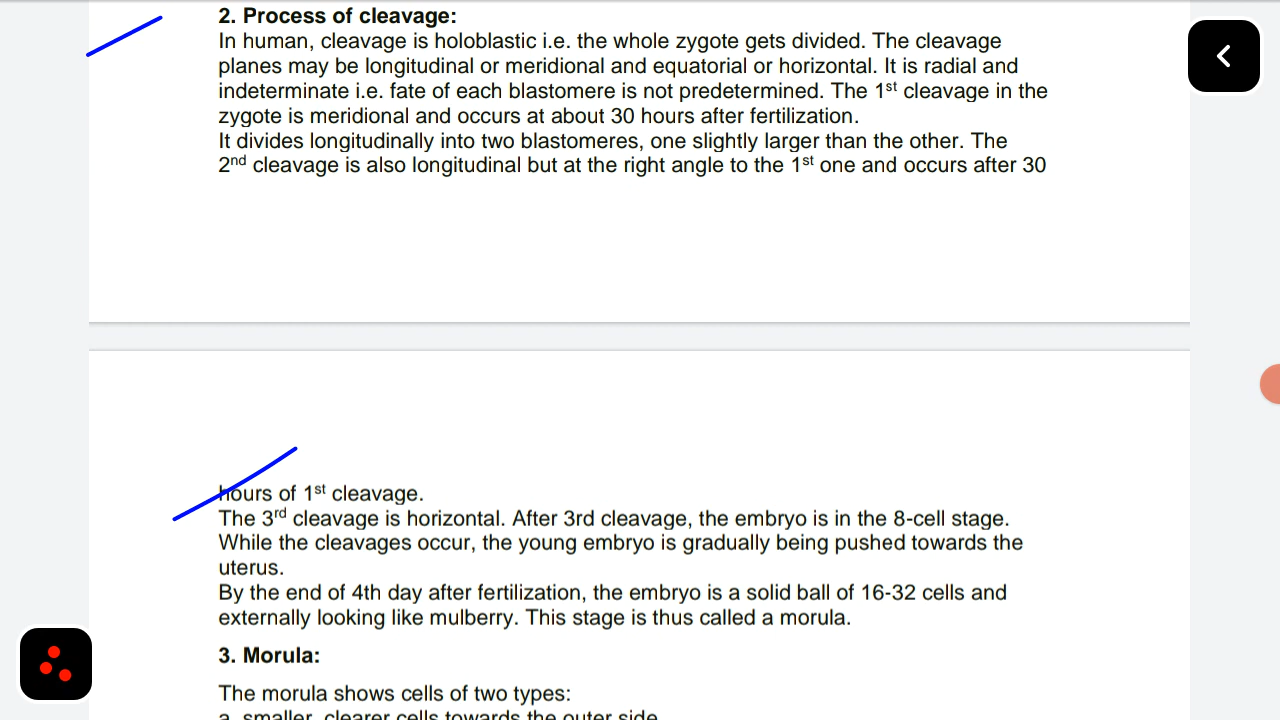 2. Process of cleavage:
In human, cleavage is holoblastic i.e. the whole zygote gets divided. The cleavage
planes may be longitudinal or meridional and equatorial or horizontal. It is radial and
indeterminate i.e. fate of each blastomere is not predetermined. The 1st cleavage in the
zygote is meridional and occurs at about 30 hours after fertilization.
It divides longitudinally into two blastomeres, one slightly larger than the other. The
2nd cleavage is also longitudinal but at the right angle to the 1st one and occurs after 30
hours of 1st cleavage.
The 3rd cleavage is horizontal. After 3rd cleavage, the embryo is in the 8-cell stage.
While the cleavages occur, the young embryo is gradually being pushed towards the
uterus.
By the end of 4th day after fertilization, the embryo is a solid ball of 16-32 cells and
externally looking like mulberry. This stage is thus called a morula.
3. Morula:
The morula shows cells of two types:
a. smaller, clearer cells towards the outer side